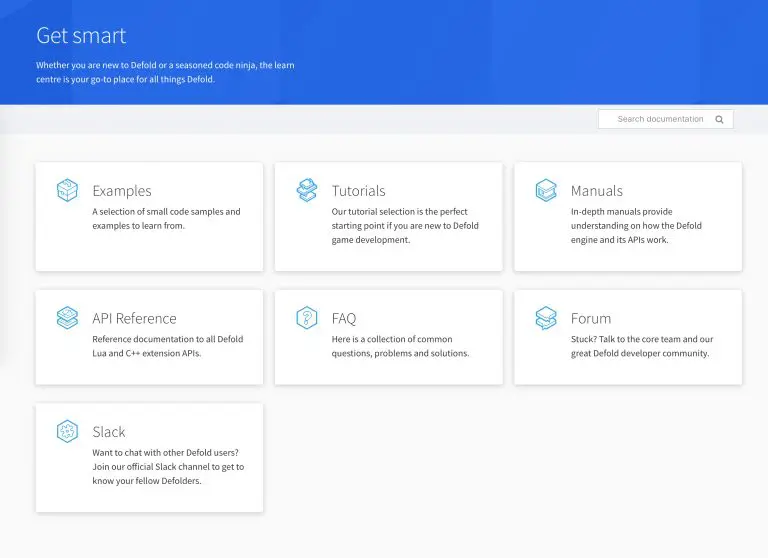 Get smart
Whether you are new to Defold or a seasoned code ninja, the learn
centre is your go-to place for all things Defold.
Search documentation
Examples
A selection of small code samples and
examples to learn from.
Tutorials
Our tutorial selection is the perfect
starting point if you are new to Defold
game development.
Manuals
In-depth manuals provide
understanding on how the Defold
engine and its APIs work.
API Reference
Reference documentation to all Defold
Lua and C++ extension APIs.
FAQ
Here is a collection of common
questions, problems and solutions.
Forum
Stuck? Talk to the core team and our
great Defold developer community.
Slack
Want to chat with other Defold users?
Join our official Slack channel to get to
know your fellow Defolders.